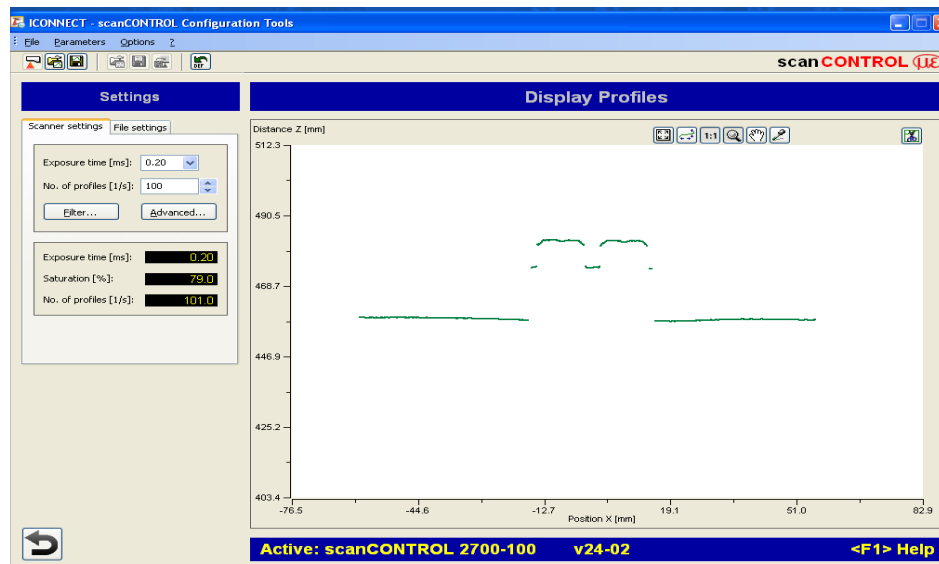 ICONNECT - scanCONTROL Configuration Tools
File Parameters Options ?
DEF
scanCONTROL µε
Settings
Display Profiles
Scanner settings File settings
Exposure time [ms]: 0.20
No. of profiles [1/s]: 100
Filter... Advanced...
Exposure time [ms]: 0.20
Saturation [%]: 79.0
No. of profiles [1/s]: 101.0
Distance Z [mm]
1:1
512.3
490.5
468.7
446.9
425.2
403.4
-76.5 -44.6 -12.7 19.1 51.0 82.9
Position X [mm]
Active: scanCONTROL 2700-100 v24-02 <F1> Help